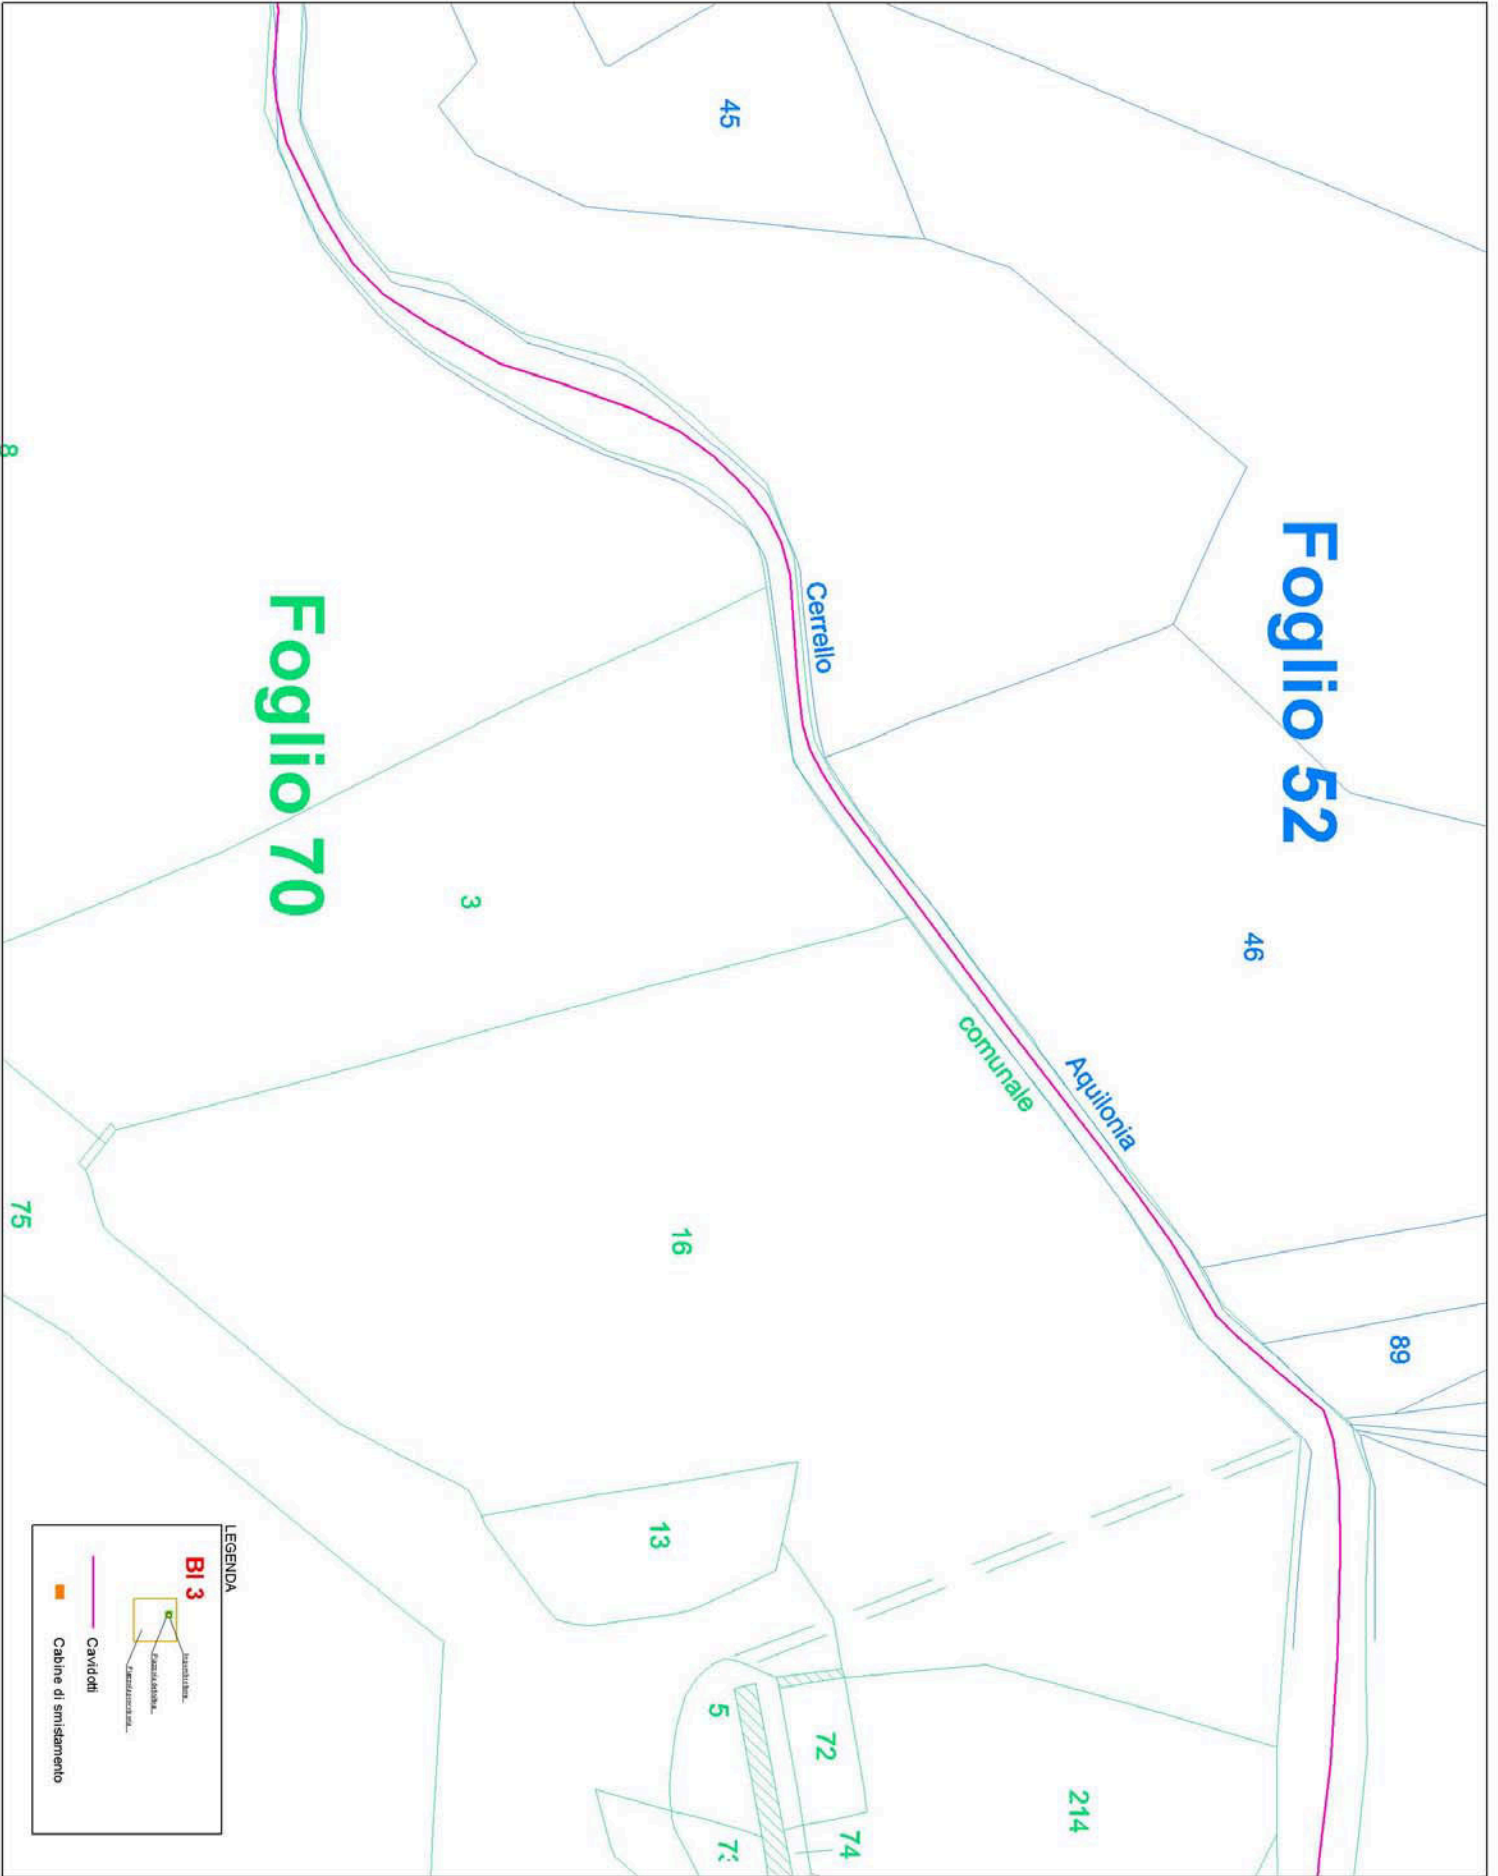 Foglio 52
45
46
89
Cerrello
Aquilonia
comunale
Foglio 70
8
3
16
75
13
5
72
74
214
LEGENDA
BI 3
Cavidotti
Cabine di smistamento